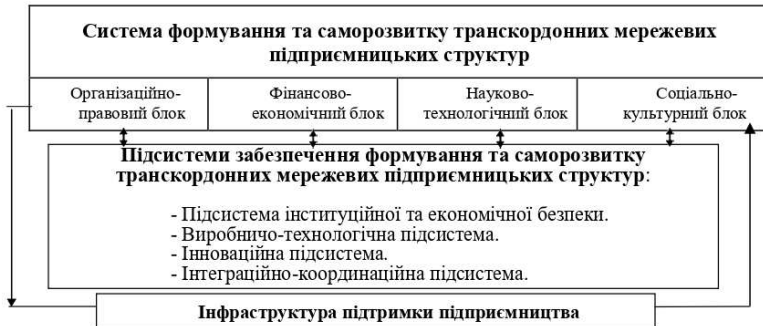 Система формування та саморозвитку транскордонних мережевих
підприємницьких структур
Організаційно-
правовий блок
Фінансово-
економічний блок
Науково-
технологічний блок
Соціально-
культурний блок
Підсистеми забезпечення формування та саморозвитку
транскордонних мережевих підприємницьких структур:
- Підсистема інституційної та економічної безпеки.
- Виробничо-технологічна підсистема.
- Інноваційна підсистема.
- Інтеграційно-координаційна підсистема.
Інфраструктура підтримки підприємництва